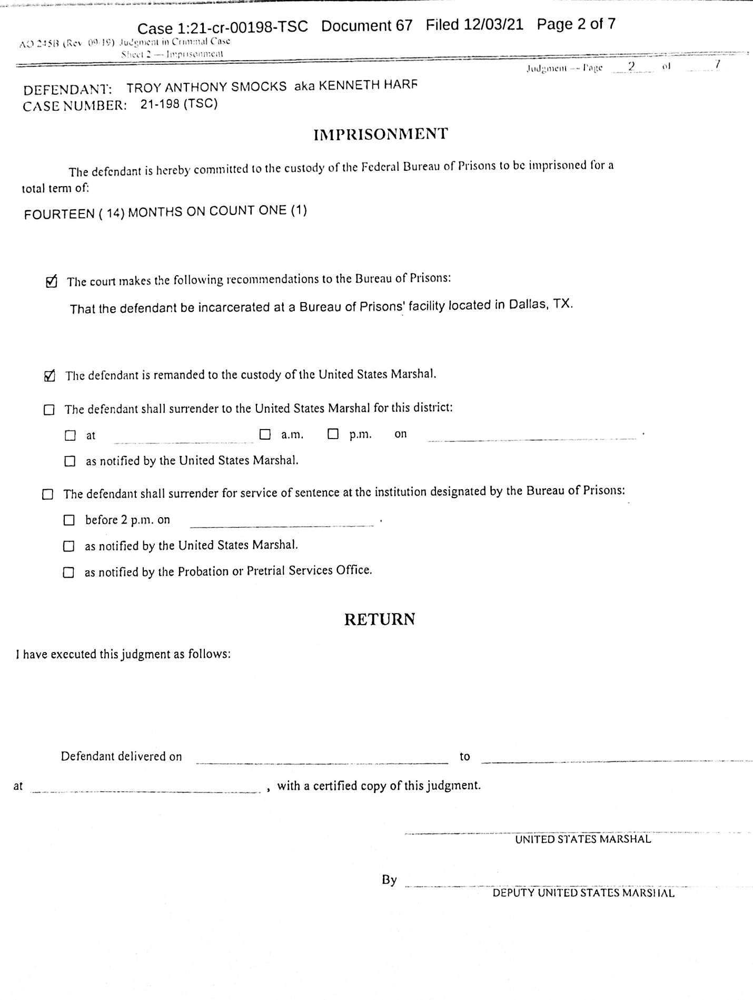 Case 1:21-cr-00198-TSC Document 67 Filed 12/03/21 Page 2 of 7
AO 245B (Rev. 09/19) Judgment in Criminal Case
Sheet 2 — Imprisonment
Judgment — Page 2 of 7
DEFENDANT: TROY ANTHONY SMOCKS aka KENNETH HARF
CASE NUMBER: 21-198 (TSC)
IMPRISONMENT
The defendant is hereby committed to the custody of the Federal Bureau of Prisons to be imprisoned for a
total term of:
FOURTEEN ( 14) MONTHS ON COUNT ONE (1)
☑ The court makes the following recommendations to the Bureau of Prisons:
That the defendant be incarcerated at a Bureau of Prisons' facility located in Dallas, TX.
☑ The defendant is remanded to the custody of the United States Marshal.
☐ The defendant shall surrender to the United States Marshal for this district:
☐ at ☐ a.m. ☐ p.m. on .
☐ as notified by the United States Marshal.
☐ The defendant shall surrender for service of sentence at the institution designated by the Bureau of Prisons:
☐ before 2 p.m. on .
☐ as notified by the United States Marshal.
☐ as notified by the Probation or Pretrial Services Office.
RETURN
I have executed this judgment as follows:
Defendant delivered on to
at , with a certified copy of this judgment.
UNITED STATES MARSHAL
By
DEPUTY UNITED STATES MARSHAL